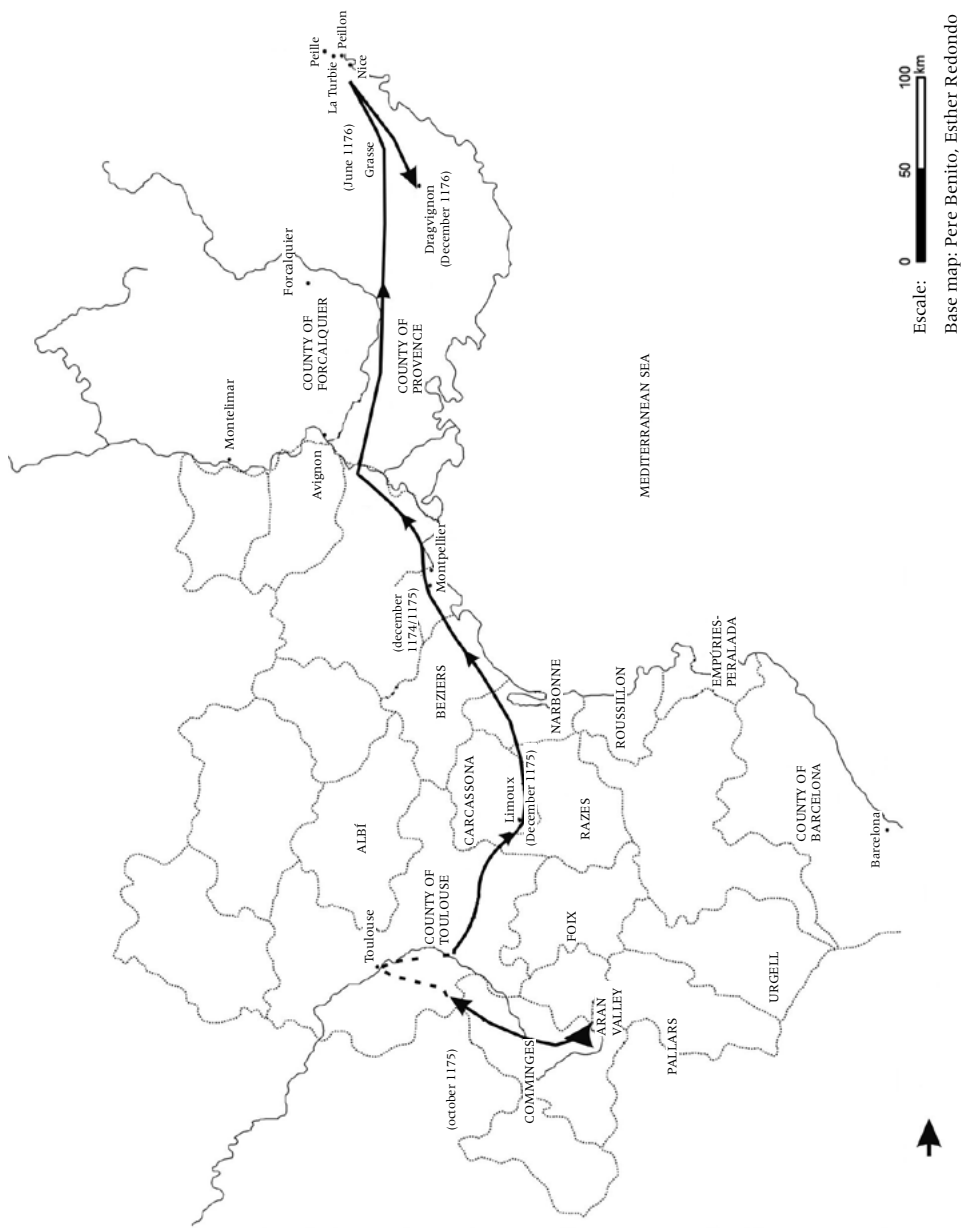 Peille
La Turbie
Peillon
Nice
(June 1176)
Grasse
Dragvignon
(December 1176)
Forcalquier
COUNTY OF
FORCALQUIER
COUNTY OF
PROVENCE
Montelimar
Avignon
Montpellier
(december
1174/1175)
MEDITERRANEAN SEA
BEZIERS
NARBONNE
ROUSSILLON
EMPÚRIES-
PERALADA
ALBÍ
CARCASSONA
Limoux
(December 1175)
RAZES
COUNTY OF
BARCELONA
Barcelona
Toulouse
COUNTY OF
TOULOUSE
FOIX
URGELL
(october 1175)
COMMINGES
ARAN
VALLEY
PALLARS
Escale:
0
50
100
km
Base map: Pere Benito, Esther Redondo